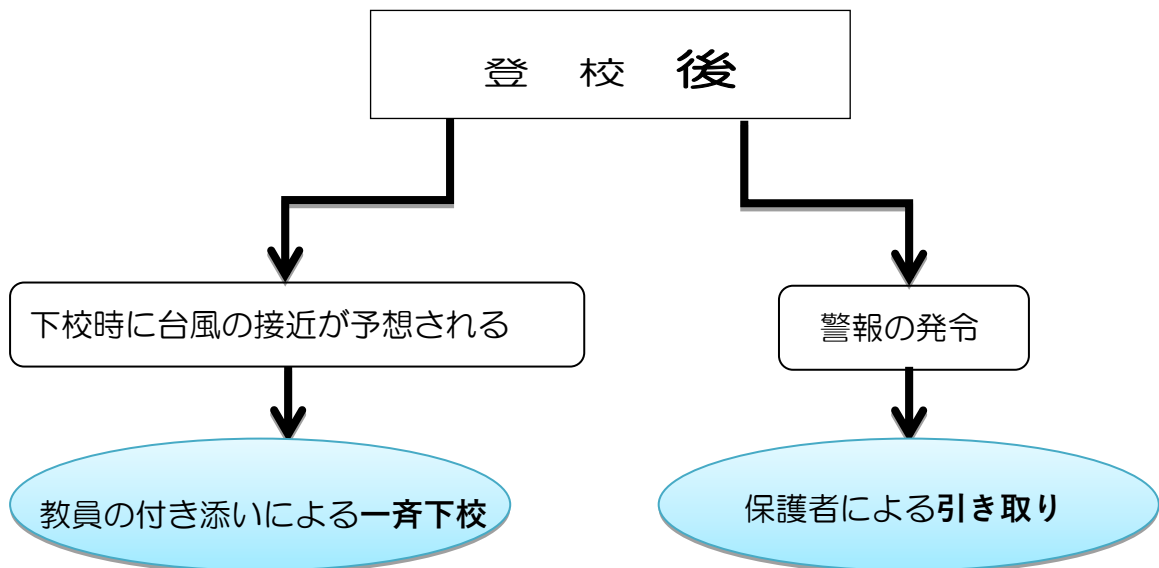 登 校 後
下校時に台風の接近が予想される
警報の発令
教員の付き添いによる一斉下校
保護者による引き取り